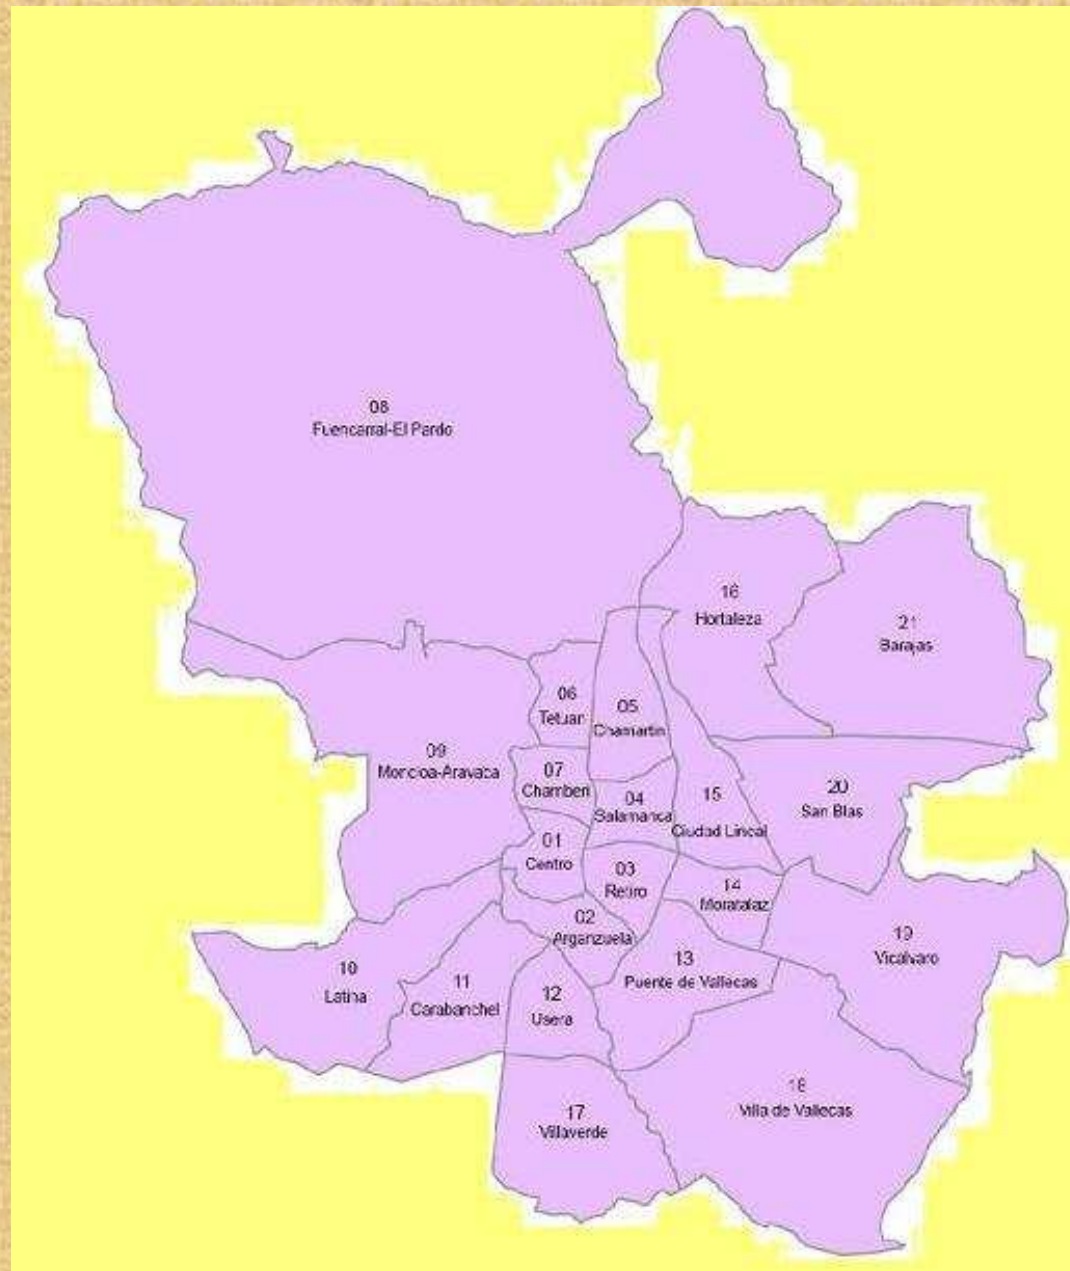 08
Fuencarral-El Pardo
16
Hortaleza
21
Barajas
06
Tetuan
05
Chamartin
09
Moncloa-Aravaca
07
Chamberi
04
Salamanca
15
Ciudad Lineal
20
San Blas
01
Centro
03
Retiro
14
Moratalaz
02
Arganzuela
19
Vicalvaro
10
Latina
11
Carabanchel
12
Usera
13
Puente de Vallecas
18
Villa de Vallecas
17
Villaverde